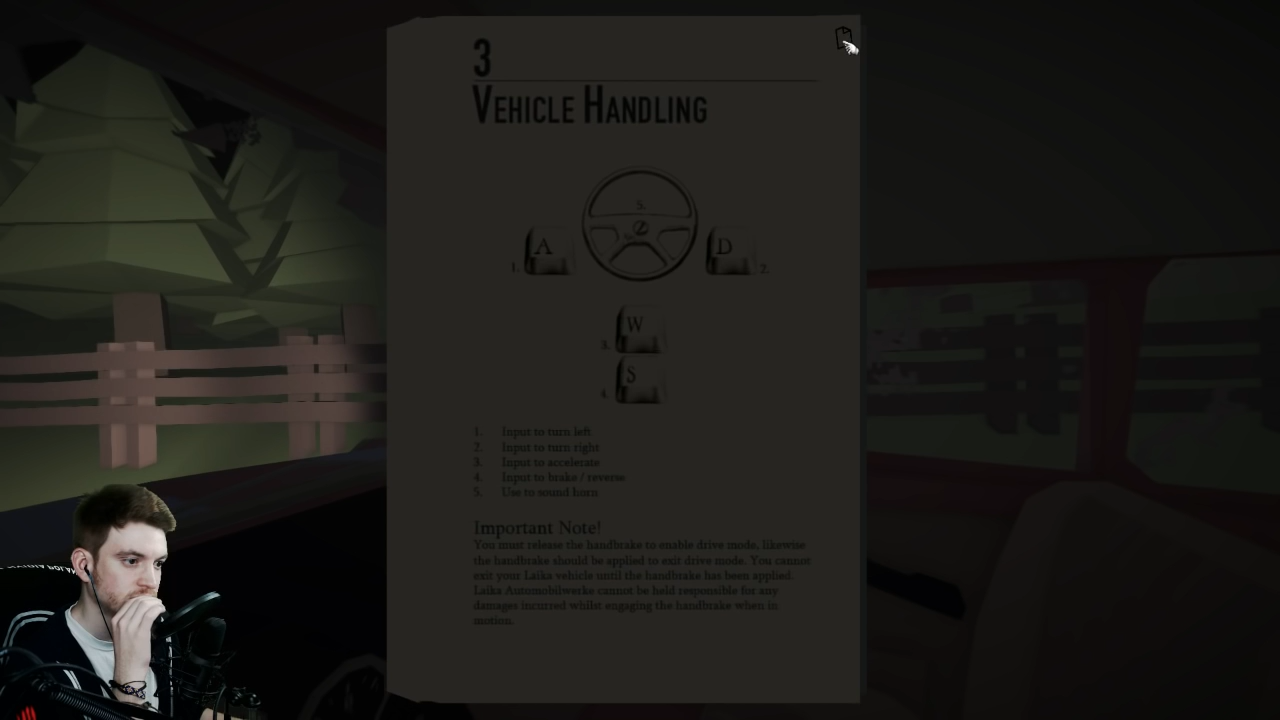 3
VEHICLE HANDLING
5.
A
D
1.
2.
W
3.
S
4.
1. Input to turn left
2. Input to turn right
3. Input to accelerate
4. Input to brake / reverse
5. Use to sound horn
Important Note!
You must release the handbrake to enable drive mode, likewise
the handbrake should be applied to exit drive mode. You cannot
exit your Laika vehicle until the handbrake has been applied.
Laika Automobilwerke cannot be held responsible for any
damages incurred whilst engaging the handbrake when in
motion.